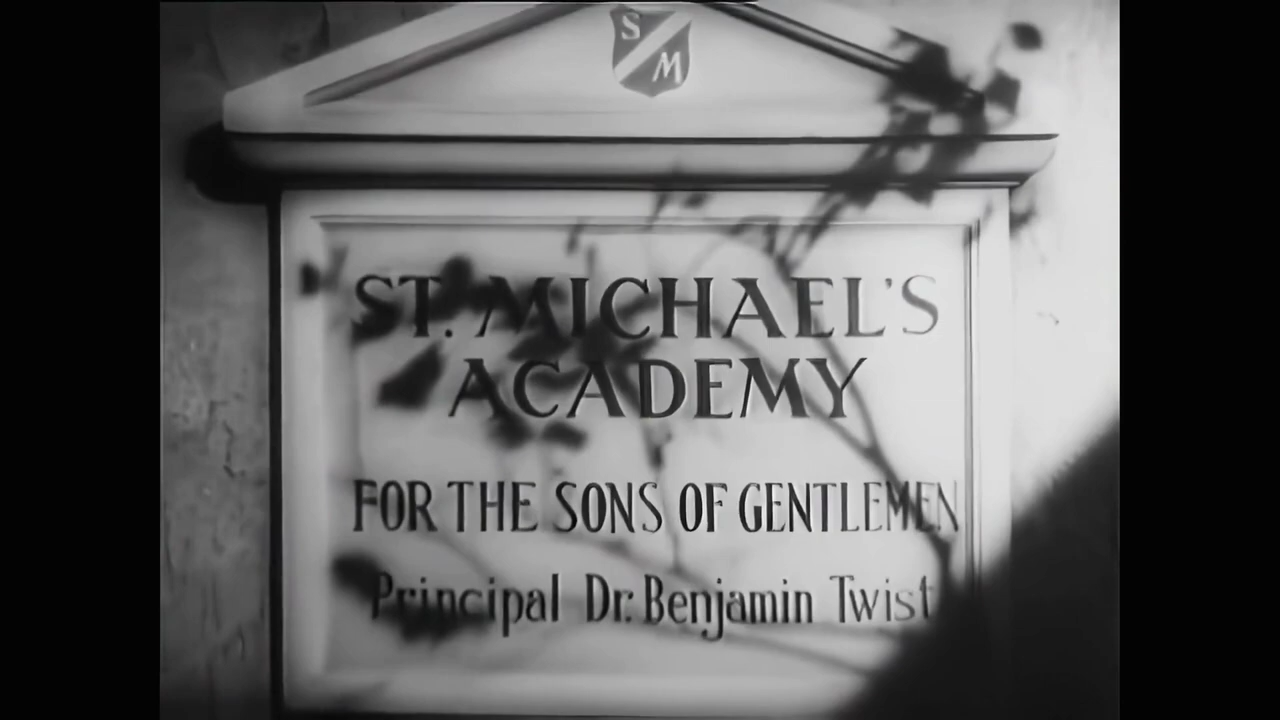 S
M
ST. MICHAEL'S
ACADEMY
FOR THE SONS OF GENTLEMEN
Principal Dr. Benjamin Twist